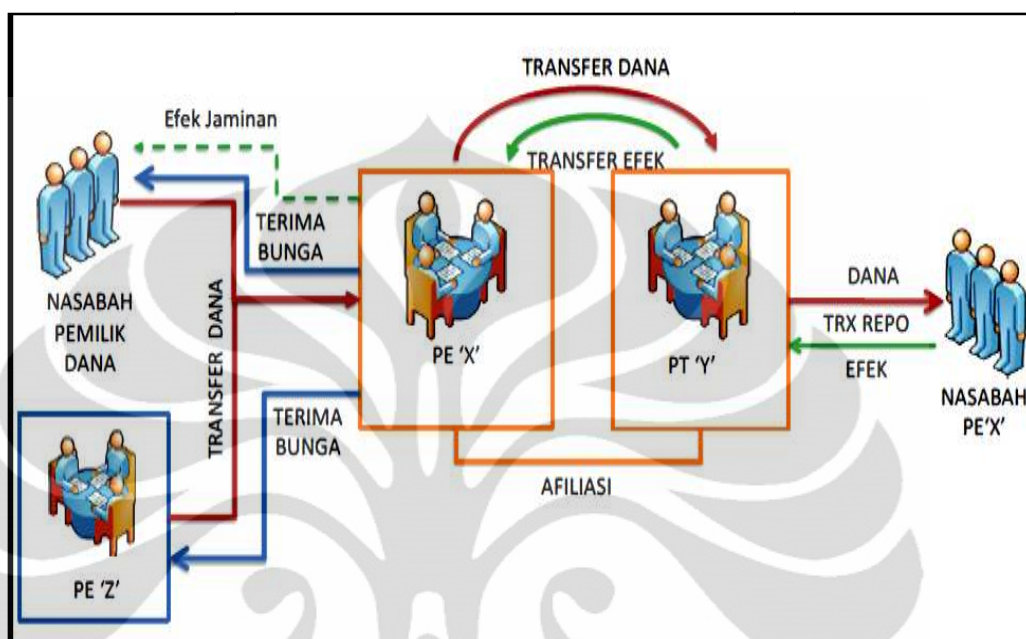 TRANSFER DANA
Efek Jaminan
TRANSFER EFEK
TERIMA
BUNGA
NASABAH
PEMILIK
DANA
TRANSFER DANA
PE ‘X’
PT ‘Y’
DANA
TRX REPO
EFEK
NASABAH
PE’X’
TERIMA
BUNGA
AFILIASI
PE ‘Z’